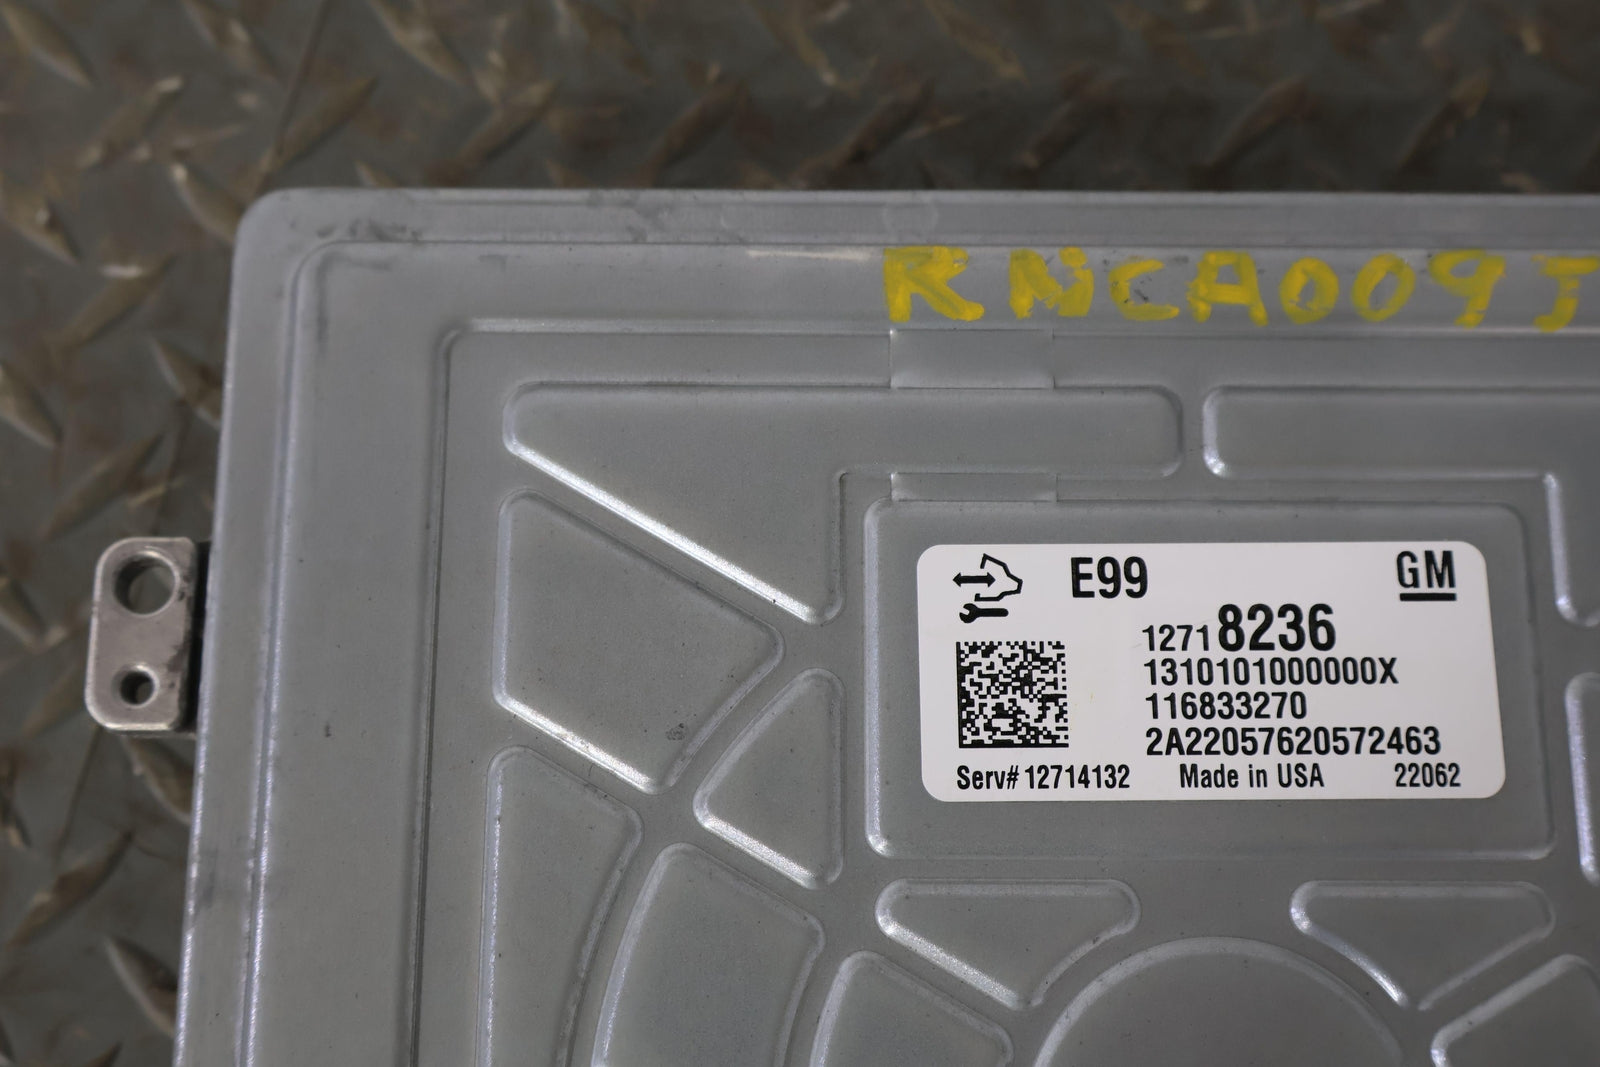 RNCA009J
E99
GM
12718236
1310101000000X
116833270
2A22057620572463
Serv# 12714132 Made in USA 22062